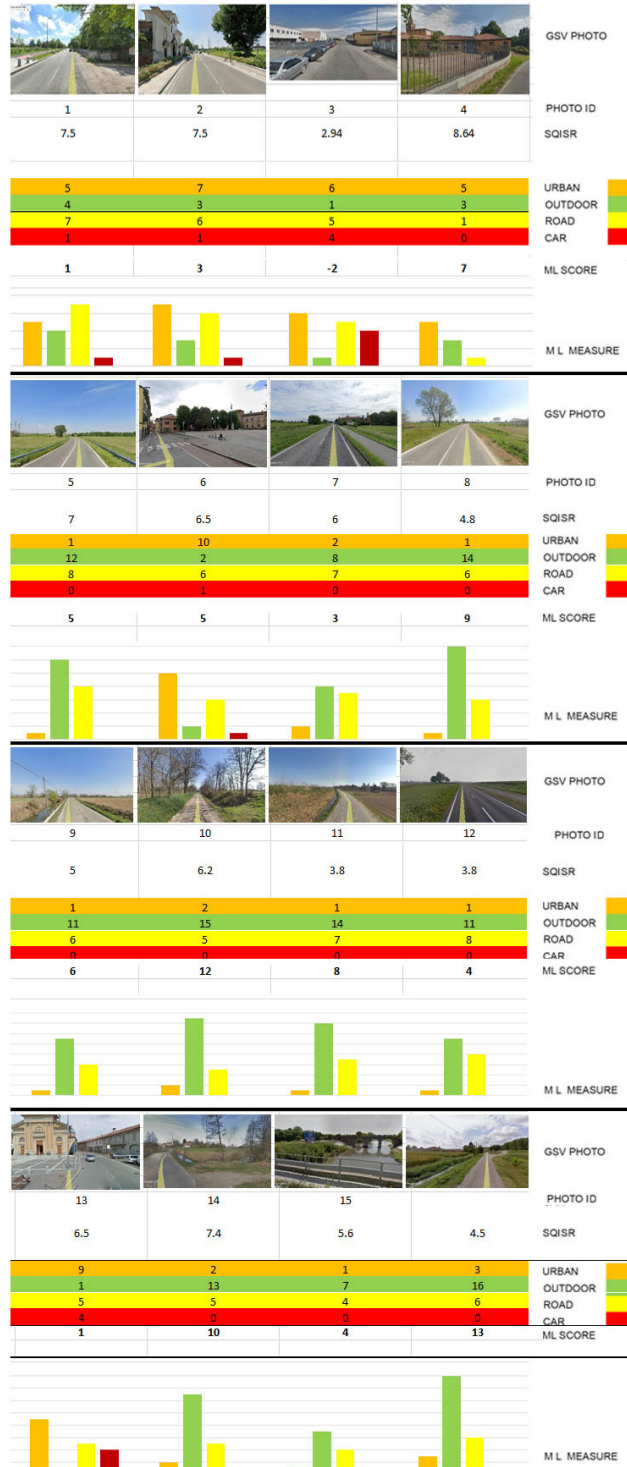 GSV PHOTO
1 2 3 4 PHOTO ID
7.5 7.5 2.94 8.64 SQISR
5 7 6 5 URBAN
4 3 1 3 OUTDOOR
7 6 5 1 ROAD
1 1 4 0 CAR
1 3 -2 7 ML SCORE
M L MEASURE
GSV PHOTO
5 6 7 8 PHOTO ID
7 6.5 6 4.8 SQISR
1 10 2 1 URBAN
12 2 8 14 OUTDOOR
8 6 7 6 ROAD
0 1 0 0 CAR
5 5 3 9 ML SCORE
M L MEASURE
GSV PHOTO
9 10 11 12 PHOTO ID
5 6.2 3.8 3.8 SQISR
1 2 1 1 URBAN
11 15 14 11 OUTDOOR
6 5 7 8 ROAD
0 0 0 0 CAR
6 12 8 4 ML SCORE
M L MEASURE
GSV PHOTO
13 14 15 PHOTO ID
6.5 7.4 5.6 4.5 SQISR
9 2 1 3 URBAN
1 13 7 16 OUTDOOR
5 5 4 6 ROAD
4 0 0 0 CAR
1 10 4 13 ML SCORE
M L MEASURE